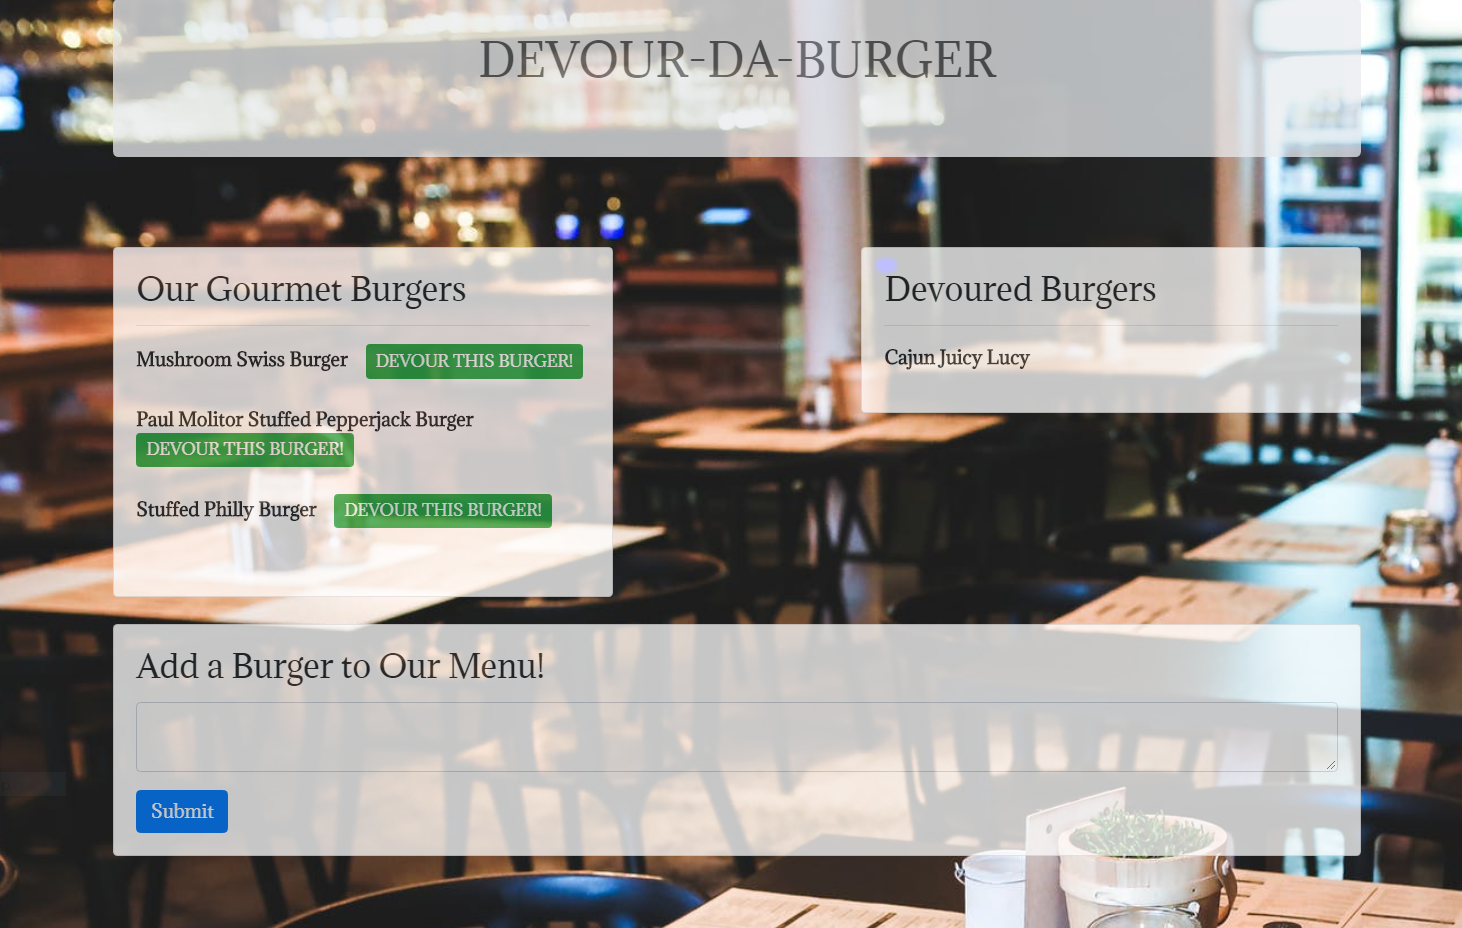 DEVOUR-DA-BURGER
Our Gourmet Burgers
Mushroom Swiss Burger DEVOUR THIS BURGER!
Paul Molitor Stuffed Pepperjack Burger
DEVOUR THIS BURGER!
Stuffed Philly Burger DEVOUR THIS BURGER!
Devoured Burgers
Cajun Juicy Lucy
Add a Burger to Our Menu!
Submit